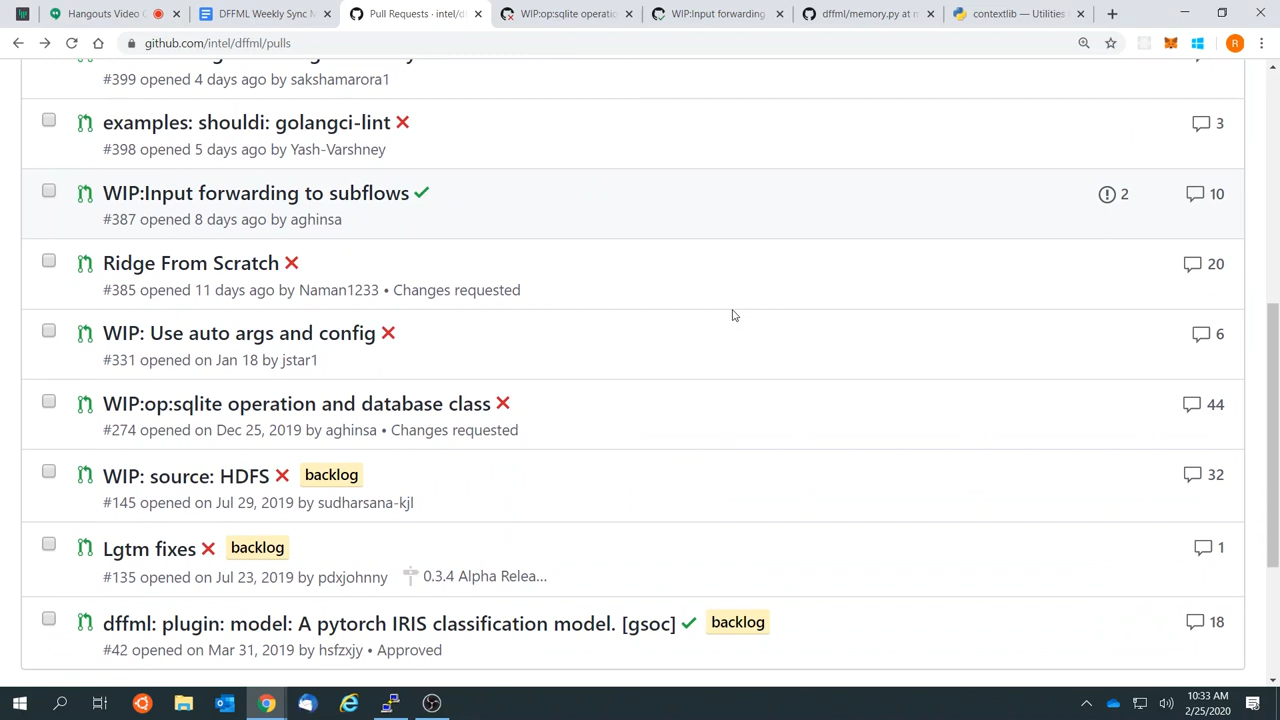 Hangouts Video C
DFFML Weekly Sync M
Pull Requests · intel/d
WIP:op:sqlite operatio
WIP:Input forwarding
dffml/memory.py at m
contextlib — Utilities
github.com/intel/dffml/pulls
R
#399 opened 4 days ago by sakshamarora1
examples: shouldi: golangci-lint
3
#398 opened 5 days ago by Yash-Varshney
WIP:Input forwarding to subflows
2
10
#387 opened 8 days ago by aghinsa
Ridge From Scratch
20
#385 opened 11 days ago by Naman1233 • Changes requested
WIP: Use auto args and config
6
#331 opened on Jan 18 by jstar1
WIP:op:sqlite operation and database class
44
#274 opened on Dec 25, 2019 by aghinsa • Changes requested
WIP: source: HDFS
backlog
32
#145 opened on Jul 29, 2019 by sudharsana-kjl
Lgtm fixes
backlog
1
#135 opened on Jul 23, 2019 by pdxjohnny
0.3.4 Alpha Relea...
dffml: plugin: model: A pytorch IRIS classification model. [gsoc]
backlog
18
#42 opened on Mar 31, 2019 by hsfzxjy • Approved
10:33 AM
2/25/2020